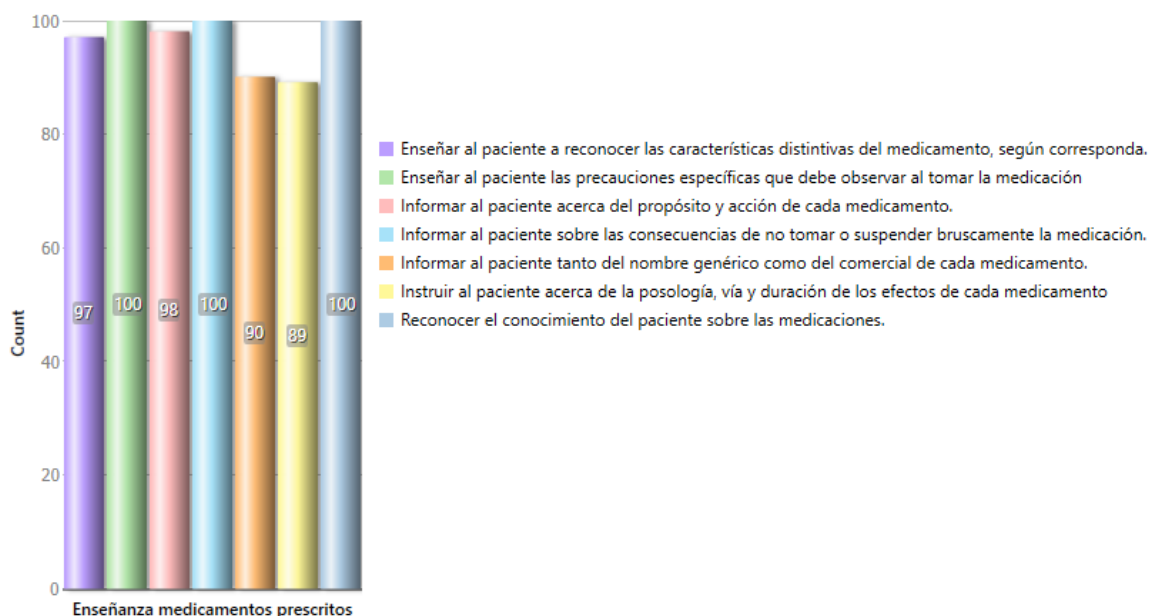 100
80
60
40
20
0
Count
97
100
98
100
90
89
100
Enseñanza medicamentos prescritos
Enseñar al paciente a reconocer las características distintivas del medicamento, según corresponda.
Enseñar al paciente las precauciones específicas que debe observar al tomar la medicación
Informar al paciente acerca del propósito y acción de cada medicamento.
Informar al paciente sobre las consecuencias de no tomar o suspender bruscamente la medicación.
Informar al paciente tanto del nombre genérico como del comercial de cada medicamento.
Instruir al paciente acerca de la posología, vía y duración de los efectos de cada medicamento
Reconocer el conocimiento del paciente sobre las medicaciones.